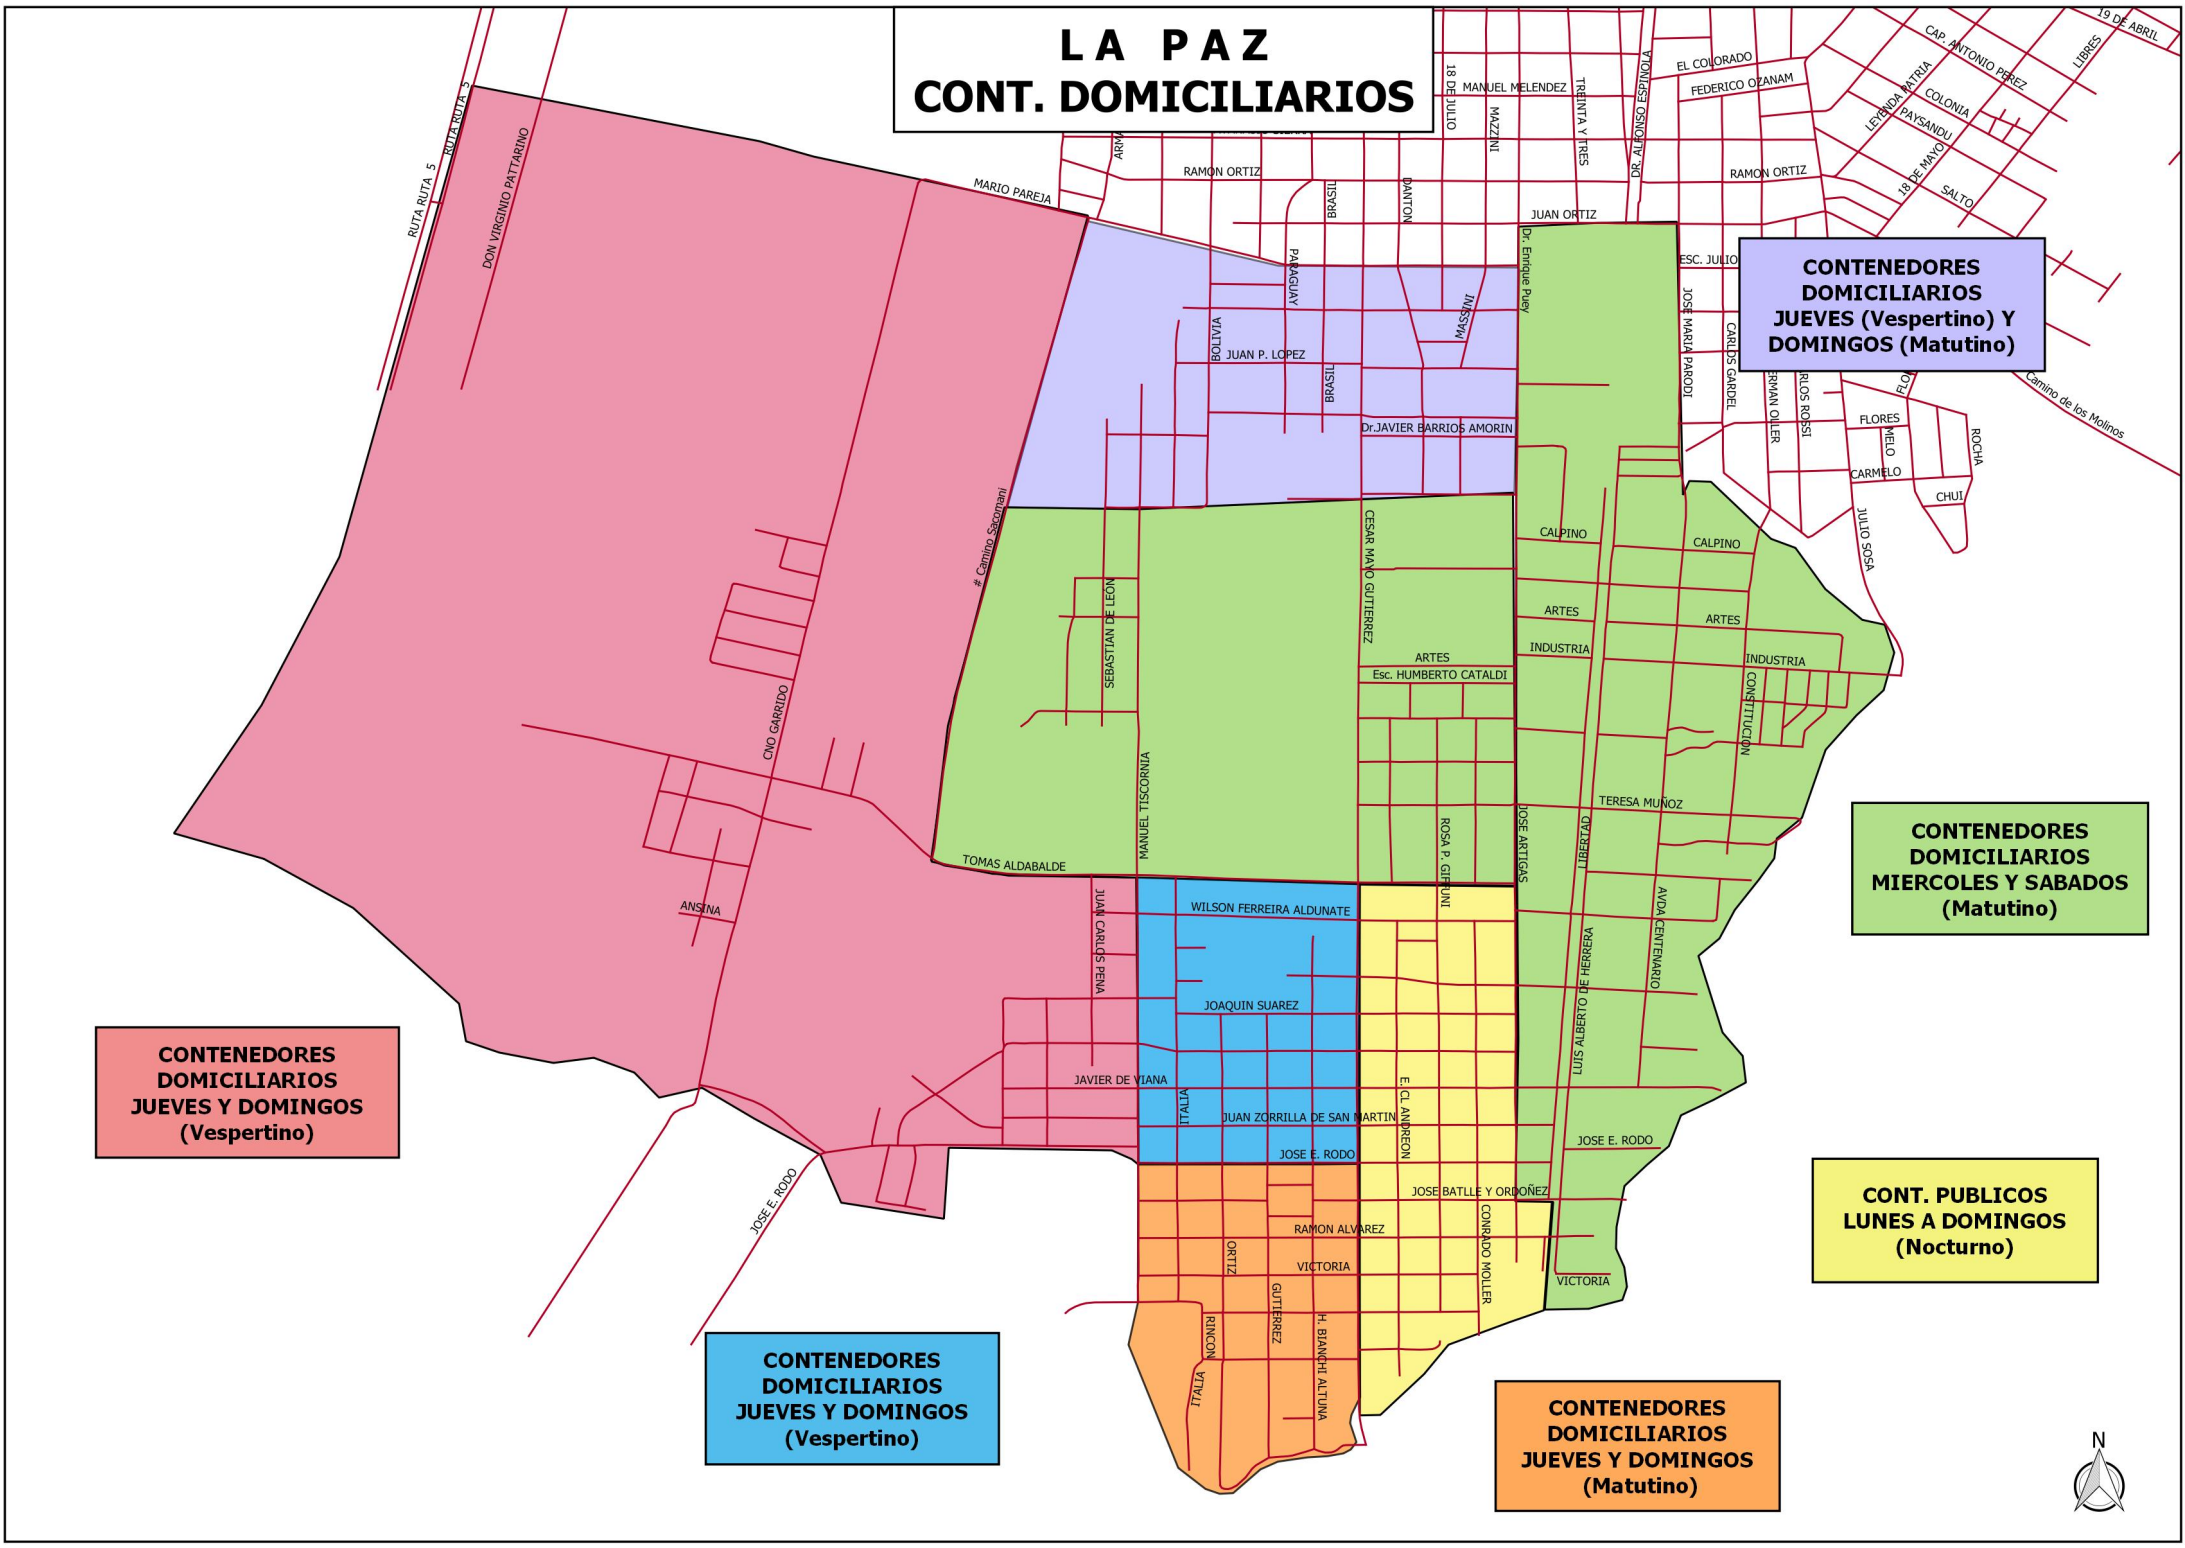 LA PAZ
CONT. DOMICILIARIOS
19 DE ABRIL
CAP. ANTONIO PEREZ
LIBRES
EL COLORADO
FEDERICO OZANAM
LEYENDA PATRIA
COLONIA
PAYSANDU
18 DE MAYO
SALTO
18 DE JULIO
MANUEL MELENDEZ
MAZZINI
TREINTA Y TRES
DR. ALFONSO ESPINOLA
RUTA RUTA 5
RUTA RUTA 5
DON VIRGINIO PATTARINO
MARIO PAREJA
RAMON ORTIZ
RAMON ORTIZ
BRASIL
DANTON
JUAN ORTIZ
Dr. Enrique Puey
ESC. JULIO
PARAGUAY
MASSINI
BOLIVIA
JUAN P. LOPEZ
BRASIL
Dr.JAVIER BARRIOS AMORIN
JOSE MARIA PARODI
CARLOS GARDEL
CONTENEDORES
DOMICILIARIOS
JUEVES (Vespertino) Y
DOMINGOS (Matutino)
Camino de los Molinos
FLORES
MELO
ROCHA
CARMELO
CHUI
JULIO SOSA
# Camino Sacomani
CESAR MAYO GUTIERREZ
CALPINO
CALPINO
SEBASTIAN DE LEÓN
ARTES
ARTES
ARTES
INDUSTRIA
INDUSTRIA
Esc. HUMBERTO CATALDI
CONSTITUCION
CNO GARRIDO
MANUEL TISCORNIA
TERESA MUÑOZ
ROSA P. GIFFUNI
JOSE ARTIGAS
LIBERTAD
TOMAS ALDABALDE
CONTENEDORES
DOMICILIARIOS
MIERCOLES Y SABADOS
(Matutino)
ANSINA
JUAN CARLOS PENA
WILSON FERREIRA ALDUNATE
AVDA CENTENARIO
LUIS ALBERTO DE HERRERA
JOAQUIN SUAREZ
CONTENEDORES
DOMICILIARIOS
JUEVES Y DOMINGOS
(Vespertino)
JAVIER DE VIANA
ITALIA
E. CL ANDREON
JUAN ZORRILLA DE SAN MARTIN
JOSE E. RODO
JOSE E. RODO
JOSE E. RODO
JOSE BATLLE Y ORDOÑEZ
CONT. PUBLICOS
LUNES A DOMINGOS
(Nocturno)
RAMON ALVAREZ
ORTIZ
CONRADO MOLLER
VICTORIA
VICTORIA
GUTIERREZ
RINCON
H. BIANCHI ALTUNA
ITALIA
CONTENEDORES
DOMICILIARIOS
JUEVES Y DOMINGOS
(Vespertino)
CONTENEDORES
DOMICILIARIOS
JUEVES Y DOMINGOS
(Matutino)
N